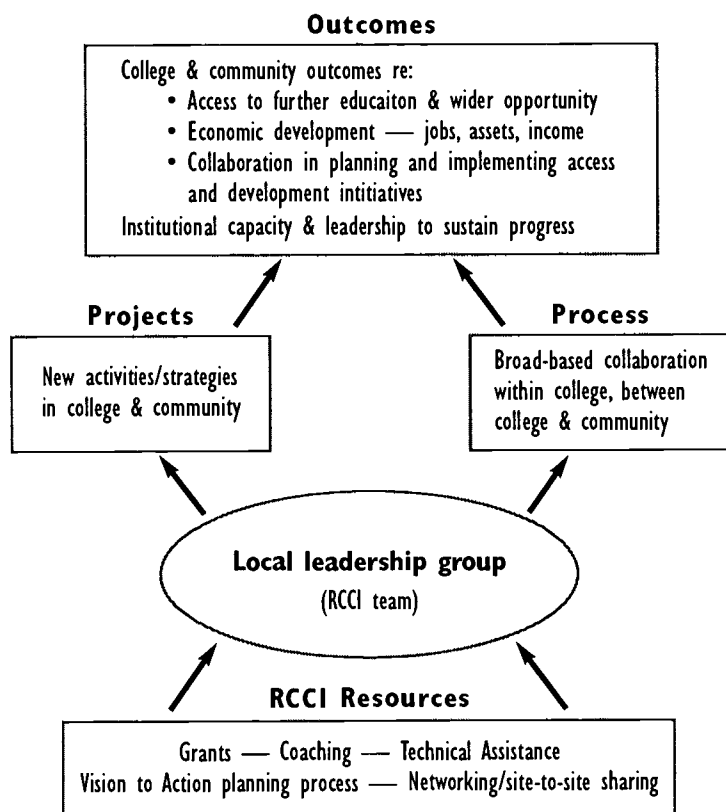 Outcomes
College & community outcomes re:
• Access to further educaiton & wider opportunity
• Economic development — jobs, assets, income
• Collaboration in planning and implementing access
and development intitiatives
Institutional capacity & leadership to sustain progress
Projects
New activities/strategies
in college & community
Process
Broad-based collaboration
within college, between
college & community
Local leadership group
(RCCI team)
RCCI Resources
Grants — Coaching — Technical Assistance
Vision to Action planning process — Networking/site-to-site sharing